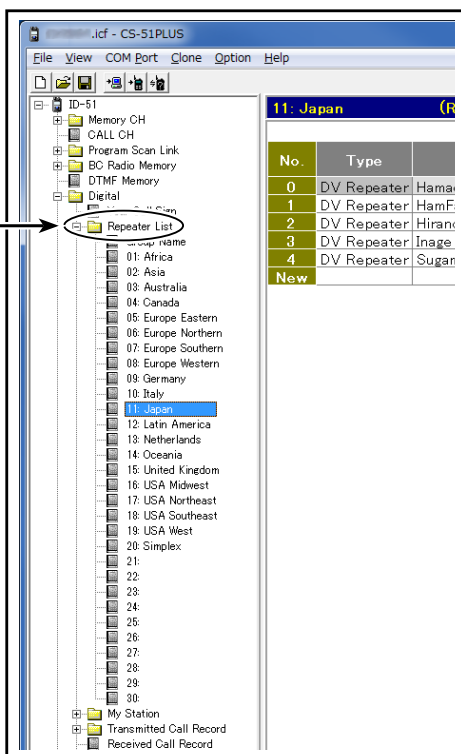 .icf - CS-51PLUS
File View COM Port Clone Option Help
ID-51
Memory CH
CALL CH
Program Scan Link
BC Radio Memory
DTMF Memory
Digital
Repeater List
Group Name
01: Africa
02: Asia
03: Australia
04: Canada
05: Europe Eastern
06: Europe Northern
07: Europe Southern
08: Europe Western
09: Germany
10: Italy
11: Japan
12: Latin America
13: Netherlands
14: Oceania
15: United Kingdom
16: USA Midwest
17: USA Northeast
18: USA Southeast
19: USA West
20: Simplex
21:
22:
23:
24:
25:
26:
27:
28:
29:
30:
My Station
Transmitted Call Record
Received Call Record
11: Japan (R
No. Type
0 DV Repeater Hamac
1 DV Repeater HamFa
2 DV Repeater Hirano
3 DV Repeater Inage
4 DV Repeater Sugar
New